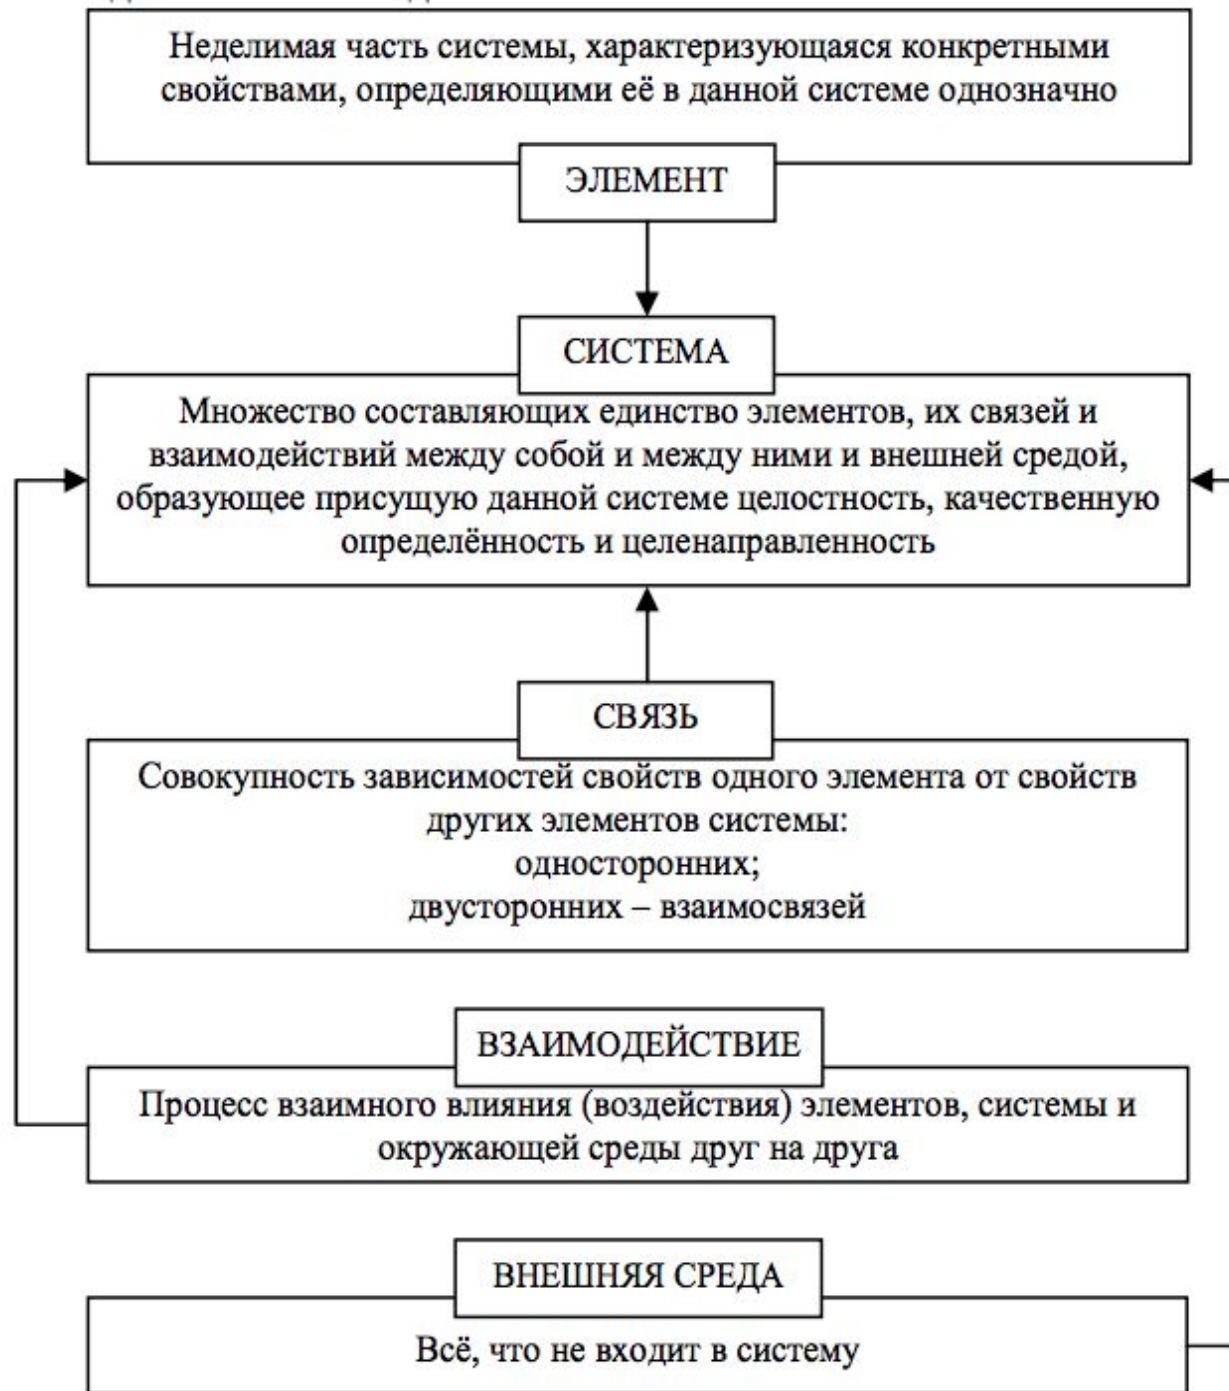 Неделимая часть системы, характеризующаяся конкретными
свойствами, определяющими её в данной системе однозначно
ЭЛЕМЕНТ
СИСТЕМА
Множество составляющих единство элементов, их связей и
взаимодействий между собой и между ними и внешней средой,
образующее присущую данной системе целостность, качественную
определённость и целенаправленность
СВЯЗЬ
Совокупность зависимостей свойств одного элемента от свойств
других элементов системы:
односторонних;
двусторонних – взаимосвязей
ВЗАИМОДЕЙСТВИЕ
Процесс взаимного влияния (воздействия) элементов, системы и
окружающей среды друг на друга
ВНЕШНЯЯ СРЕДА
Всё, что не входит в систему